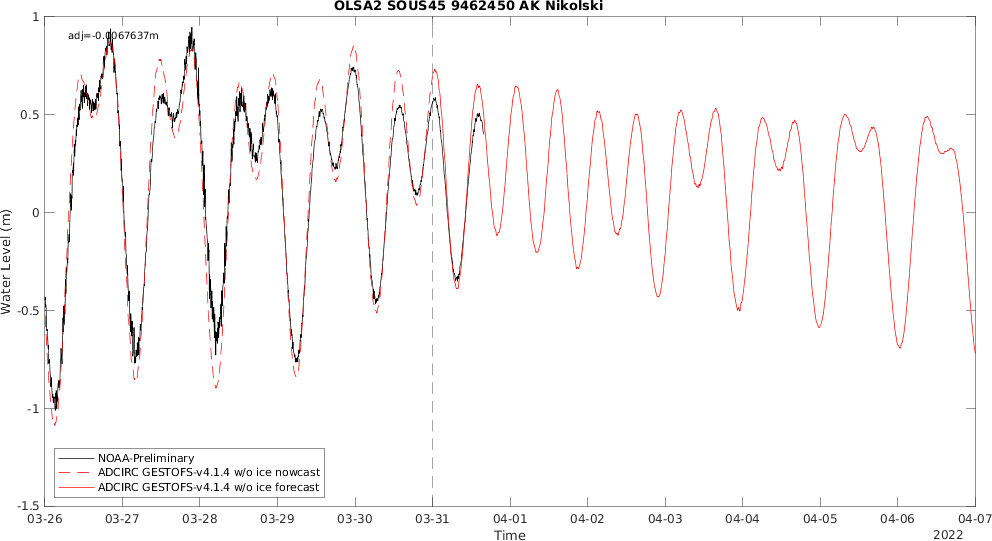 OLSA2 SOUS45 9462450 AK Nikolski
adj=-0.0067637m
1
0.5
0
-0.5
-1
-1.5
Water Level (m)
NOAA-Preliminary
ADCIRC GESTOFS-v4.1.4 w/o ice nowcast
ADCIRC GESTOFS-v4.1.4 w/o ice forecast
03-26 03-27 03-28 03-29 03-30 03-31 04-01 04-02 04-03 04-04 04-05 04-06 04-07
Time
2022